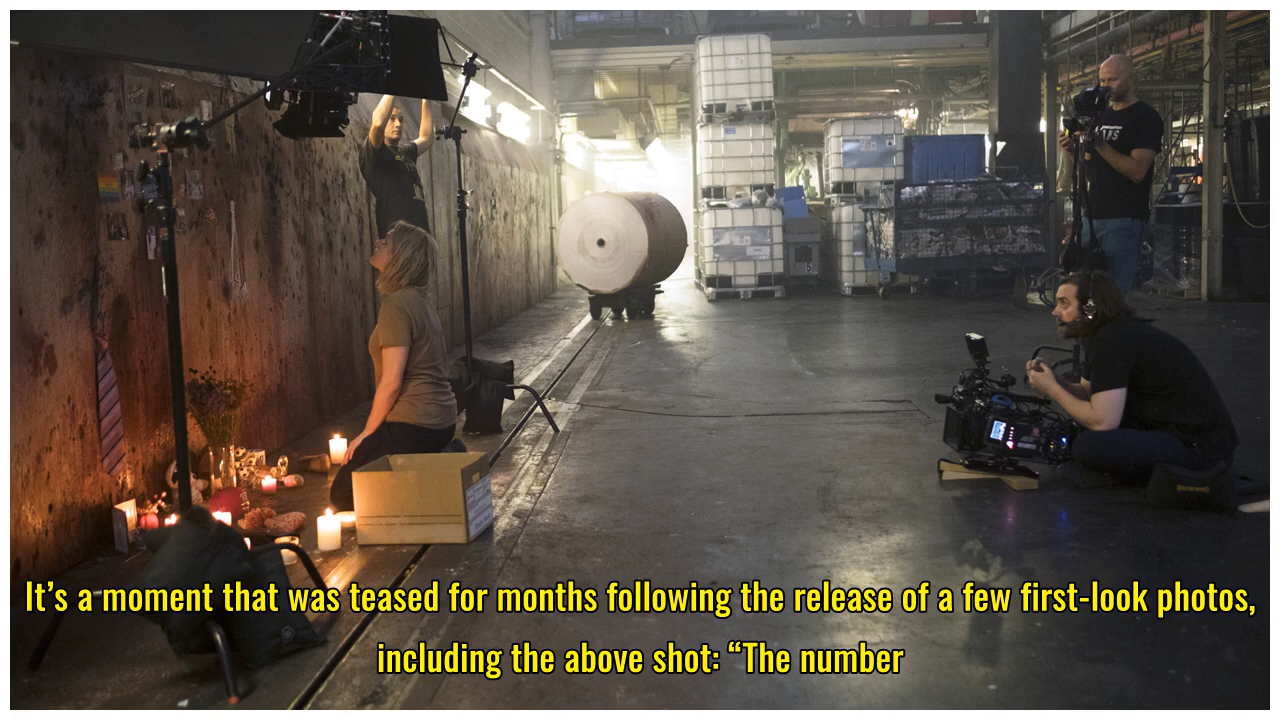 It’s a moment that was teased for months following the release of a few first-look photos,
including the above shot: “The number